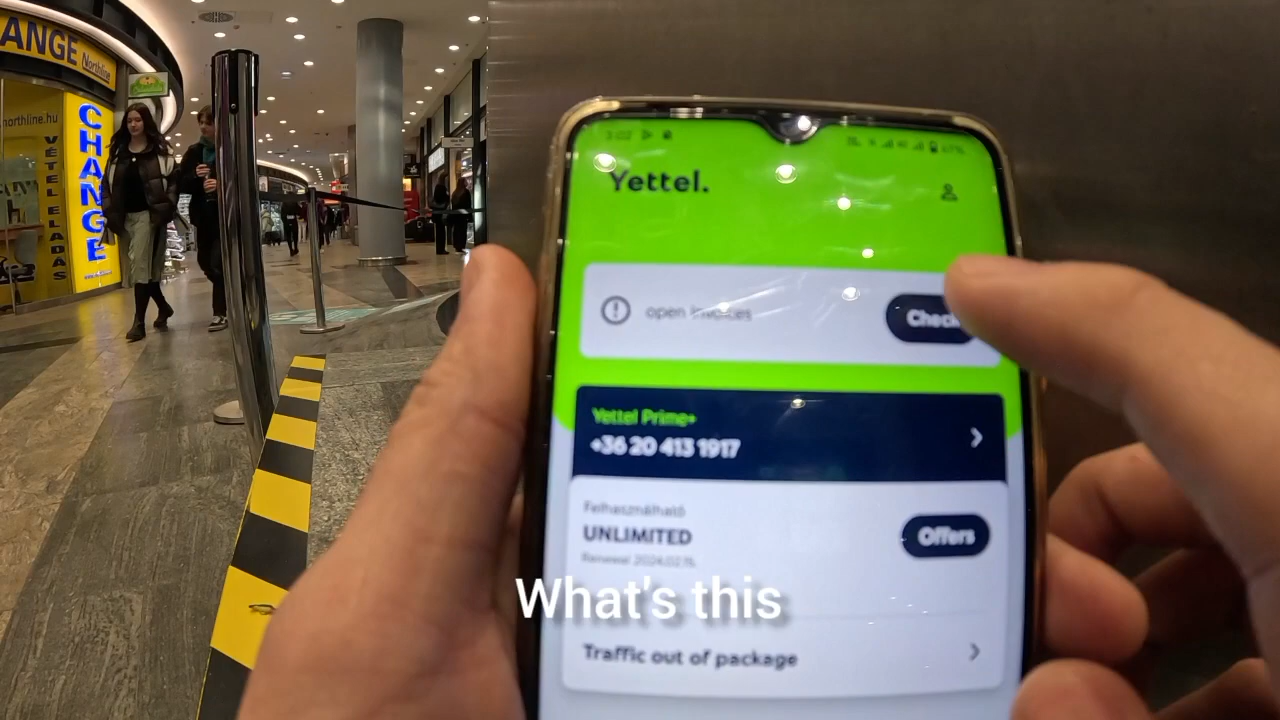 ANGE Northline
northline.hu
CHANGE
VÉTEL ELADÁS
Yettel.
open invoices
Check
Yettel Prime+
+36 20 413 1917
Felhasználható
UNLIMITED
Offers
Renewal 2024.02.15.
What's this
Traffic out of package